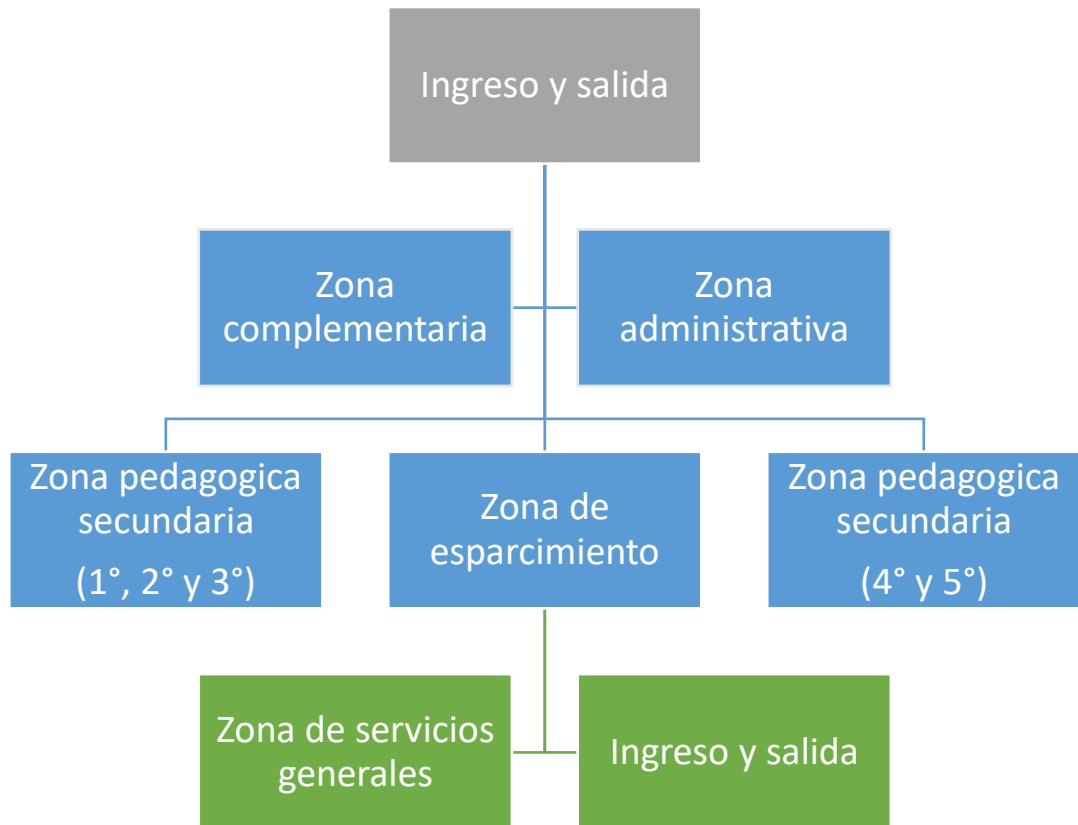 Ingreso y salida
Zona
complementaria
Zona
administrativa
Zona pedagogica
secundaria
(1°, 2° y 3°)
Zona de
esparcimiento
Zona pedagogica
secundaria
(4° y 5°)
Zona de servicios
generales
Ingreso y salida